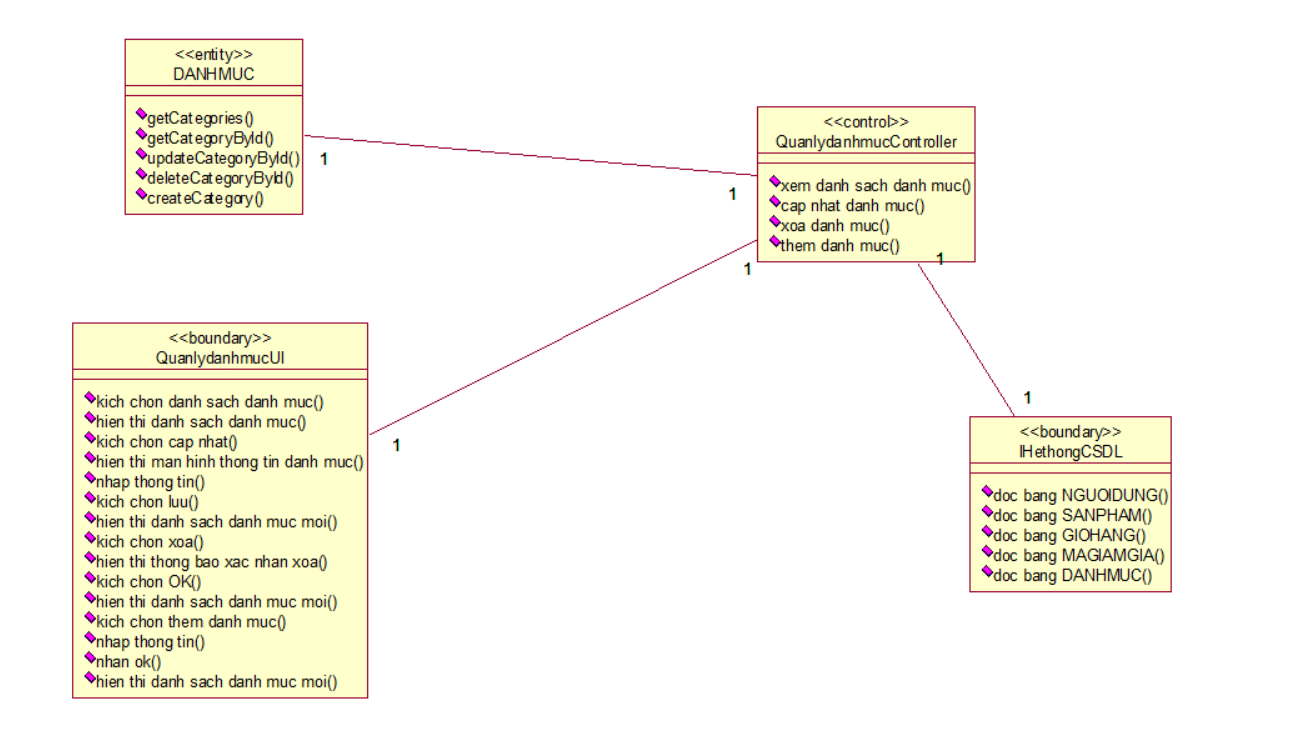 <<entity>>
DANHMUC
getCategories()
getCategoryById()
updateCategoryById()
deleteCategoryById()
createCategory()
1
1
<<control>>
QuanlydanhmucController
xem danh sach danh muc()
cap nhat danh muc()
xoa danh muc()
them danh muc()
1
1
<<boundary>>
QuanlydanhmucUI
kich chon danh sach danh muc()
hien thi danh sach danh muc()
kich chon cap nhat()
hien thi man hinh thong tin danh muc()
nhap thong tin()
kich chon luu()
hien thi danh sach danh muc moi()
kich chon xoa()
hien thi thong bao xac nhan xoa()
kich chon OK()
hien thi danh sach danh muc moi()
kich chon them danh muc()
nhap thong tin()
nhan ok()
hien thi danh sach danh muc moi()
1
1
<<boundary>>
IHethongCSDL
doc bang NGUOIDUNG()
doc bang SANPHAM()
doc bang GIOHANG()
doc bang MAGIAMGIA()
doc bang DANHMUC()